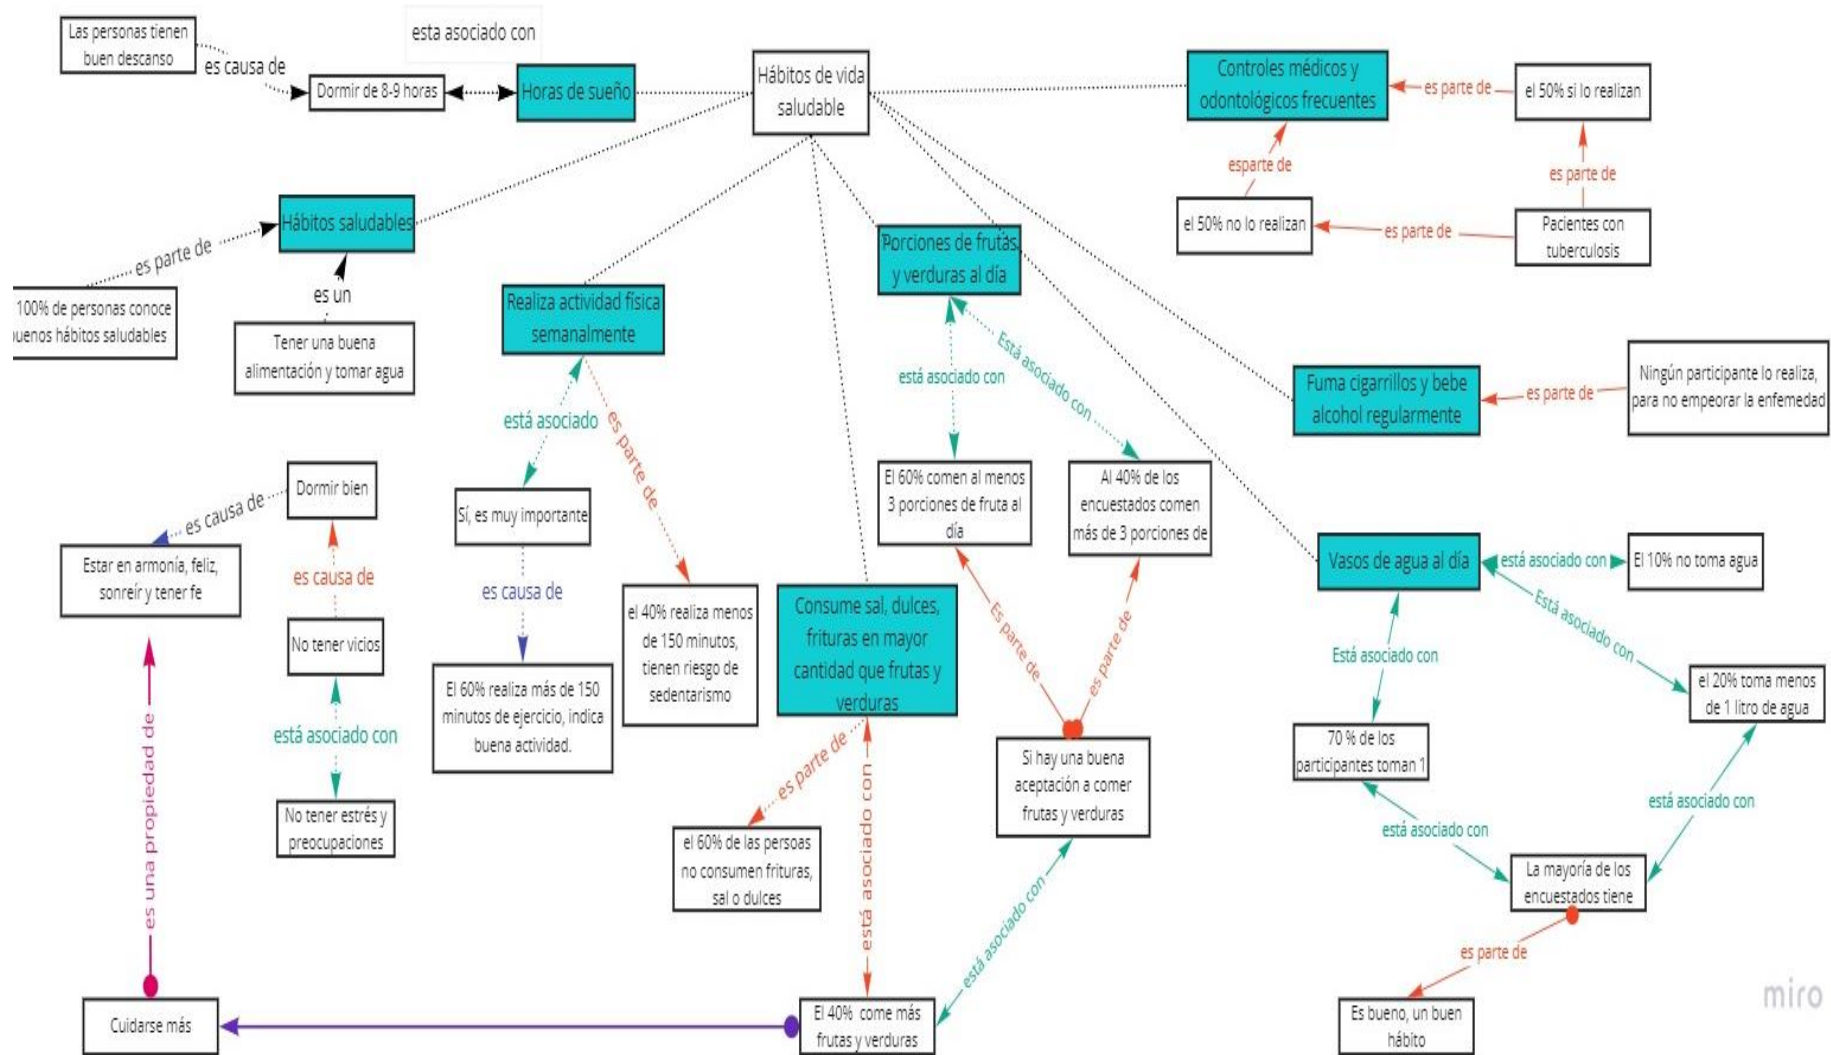 Las personas tienen
buen descanso
es causa de
Dormir de 8-9 horas
esta asociado con
Horas de sueño
Hábitos de vida
saludable
Controles médicos y
odontológicos frecuentes
es parte de
el 50% si lo realizan
esparte de
es parte de
el 50% no lo realizan
es parte de
Pacientes con
tuberculosis
Hábitos saludables
es parte de
100% de personas conoce
buenos hábitos saludables
es un
Tener una buena
alimentación y tomar agua
Realiza actividad física
semanalmente
está asociado
es parte de
Sí, es muy importante
es causa de
El 60% realiza más de 150
minutos de ejercicio, indica
buena actividad.
el 40% realiza menos
de 150 minutos,
tienen riesgo de
sedentarismo
Porciones de frutas
y verduras al día
está asociado con
Está asociado con
El 60% comen al menos
3 porciones de fruta al
día
Al 40% de los
encuestados comen
más de 3 porciones de
Es parte de
es parte de
Si hay una buena
aceptación a comer
frutas y verduras
Fuma cigarrillos y bebe
alcohol regularmente
es parte de
Ningún participante lo realiza,
para no empeorar la enfemedad
Dormir bien
es causa de
Estar en armonía, feliz,
sonreír y tener fe
es causa de
No tener vicios
está asociado con
No tener estrés y
preocupaciones
es una propiedad de
Cuidarse más
Consume sal, dulces,
frituras en mayor
cantidad que frutas y
verduras
es parte de
el 60% de las persoas
no consumen frituras,
sal o dulces
está asociado con
El 40% come más
frutas y verduras
está asociado con
Vasos de agua al día
está asociado con
El 10% no toma agua
Está asociado con
el 20% toma menos
de 1 litro de agua
Está asociado con
70 % de los
participantes toman 1
está asociado con
está asociado con
La mayoría de los
encuestados tiene
es parte de
Es bueno, un buen
hábito
miro